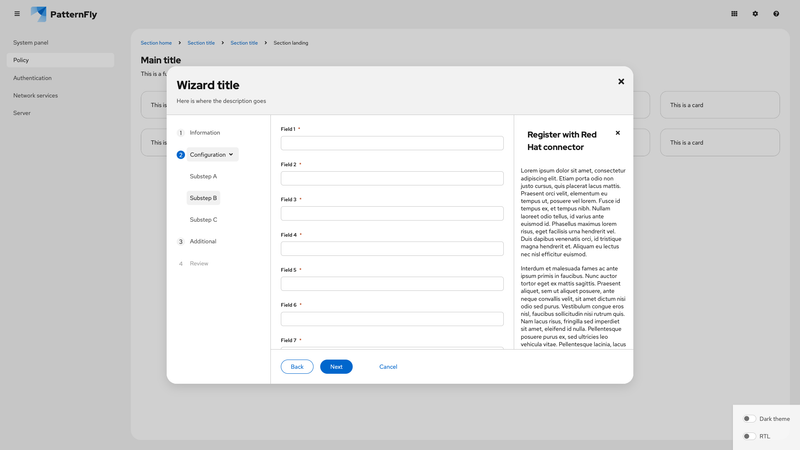 PatternFly
System panel
Policy
Authentication
Network services
Server
Section home
Section title
Section title
Section landing
Main title
This is a fu
This
This is a card
This
This is a card
Wizard title
Here is where the description goes
1 Information
2 Configuration
Substep A
Substep B
Substep C
3 Additional
4 Review
Field 1 *
Field 2 *
Field 3 *
Field 4 *
Field 5 *
Field 6 *
Field 7 *
Register with Red
Hat connector
Lorem ipsum dolor sit amet, consectetur
adipiscing elit. Etiam porta odio non
justo cursus, quis placerat lacus mattis.
Praesent orci velit, elementum eu
tempus ut, posuere vel lorem. Fusce id
tempus ex, et tempus nibh. Nullam
laoreet odio tellus, id varius ante
euismod id. Phasellus maximus lorem
risus, eget facilisis urna hendrerit vel.
Duis dapibus venenatis orci, id tristique
magna hendrerit et. Aliquam eu lectus
nec nisl efficitur euismod.
Interdum et malesuada fames ac ante
ipsum primis in faucibus. Nunc auctor
tortor eget ex mattis sagittis. Praesent
aliquet, sem ut aliquet posuere, ante
neque convallis velit, sit amet dictum nisi
odio sed purus. Vestibulum congue eros
nisl, faucibus sollicitudin nisi rutrum quis.
Nam lacus risus, fringilla sed imperdiet
sit amet, eleifend id nulla. Pellentesque
posuere purus ex, sed ultricies leo
vehicula vitae. Pellentesque lacinia, lacus
Back
Next
Cancel
Dark theme
RTL